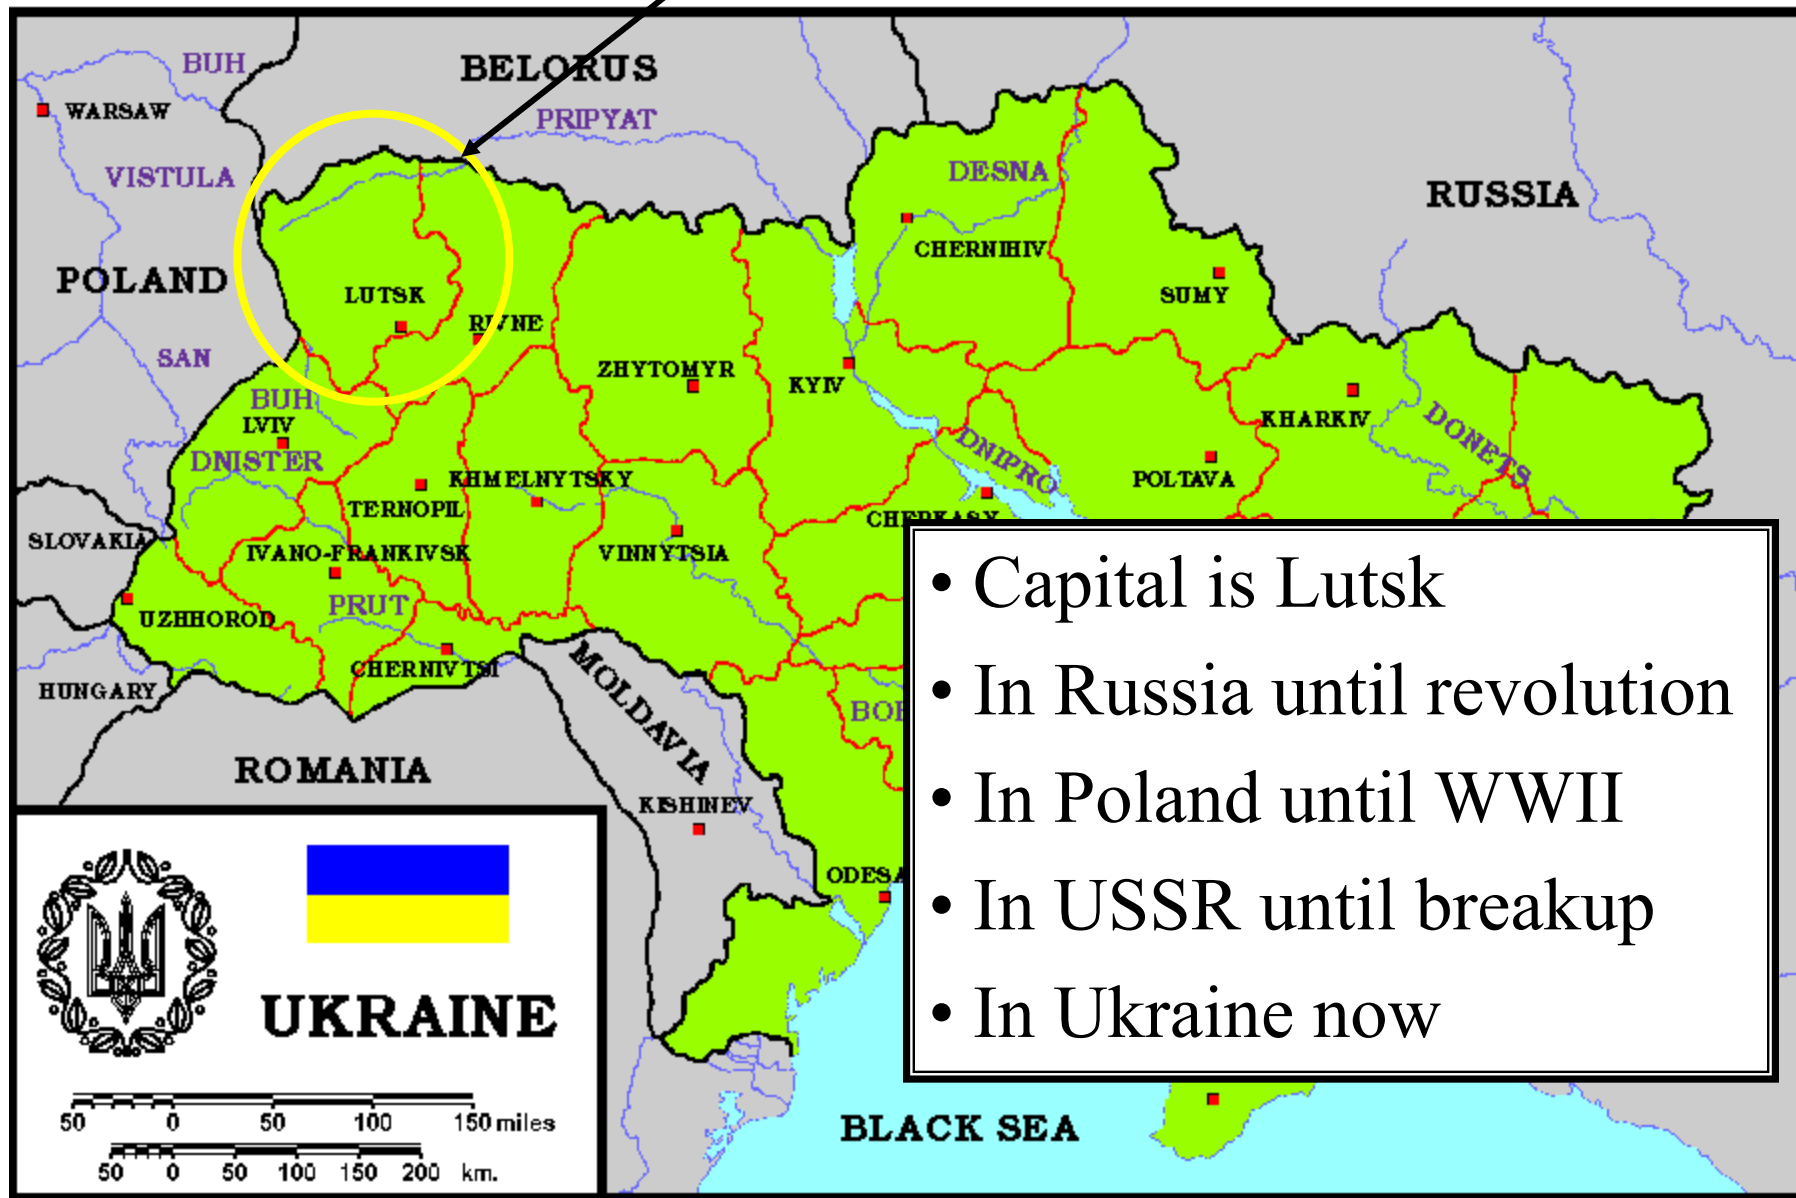 BUH
BELORUS
WARSAW
PRIPYAT
VISTULA
DESNA
RUSSIA
CHERNIHIV
POLAND
LUTSK
SUMY
RIVNE
SAN
ZHYTOMYR
KYIV
BUH
LVIV
KHARKIV
DONETS
DNISTER
DNIPRO
KHMELNYTSKY
POLTAVA
TERNOPIL
CHERKASY
SLOVAKIA
IVANO-FRANKIVSK
VINNYTSIA
PRUT
UZHHOROD
CHERNIVTSI
HUNGARY
MOLDAVIA
ROMANIA
KISHINEV
ODESA
• Capital is Lutsk
• In Russia until revolution
• In Poland until WWII
• In USSR until breakup
• In Ukraine now
UKRAINE
50 0 50 100 150 miles
50 0 50 100 150 200 km.
BLACK SEA